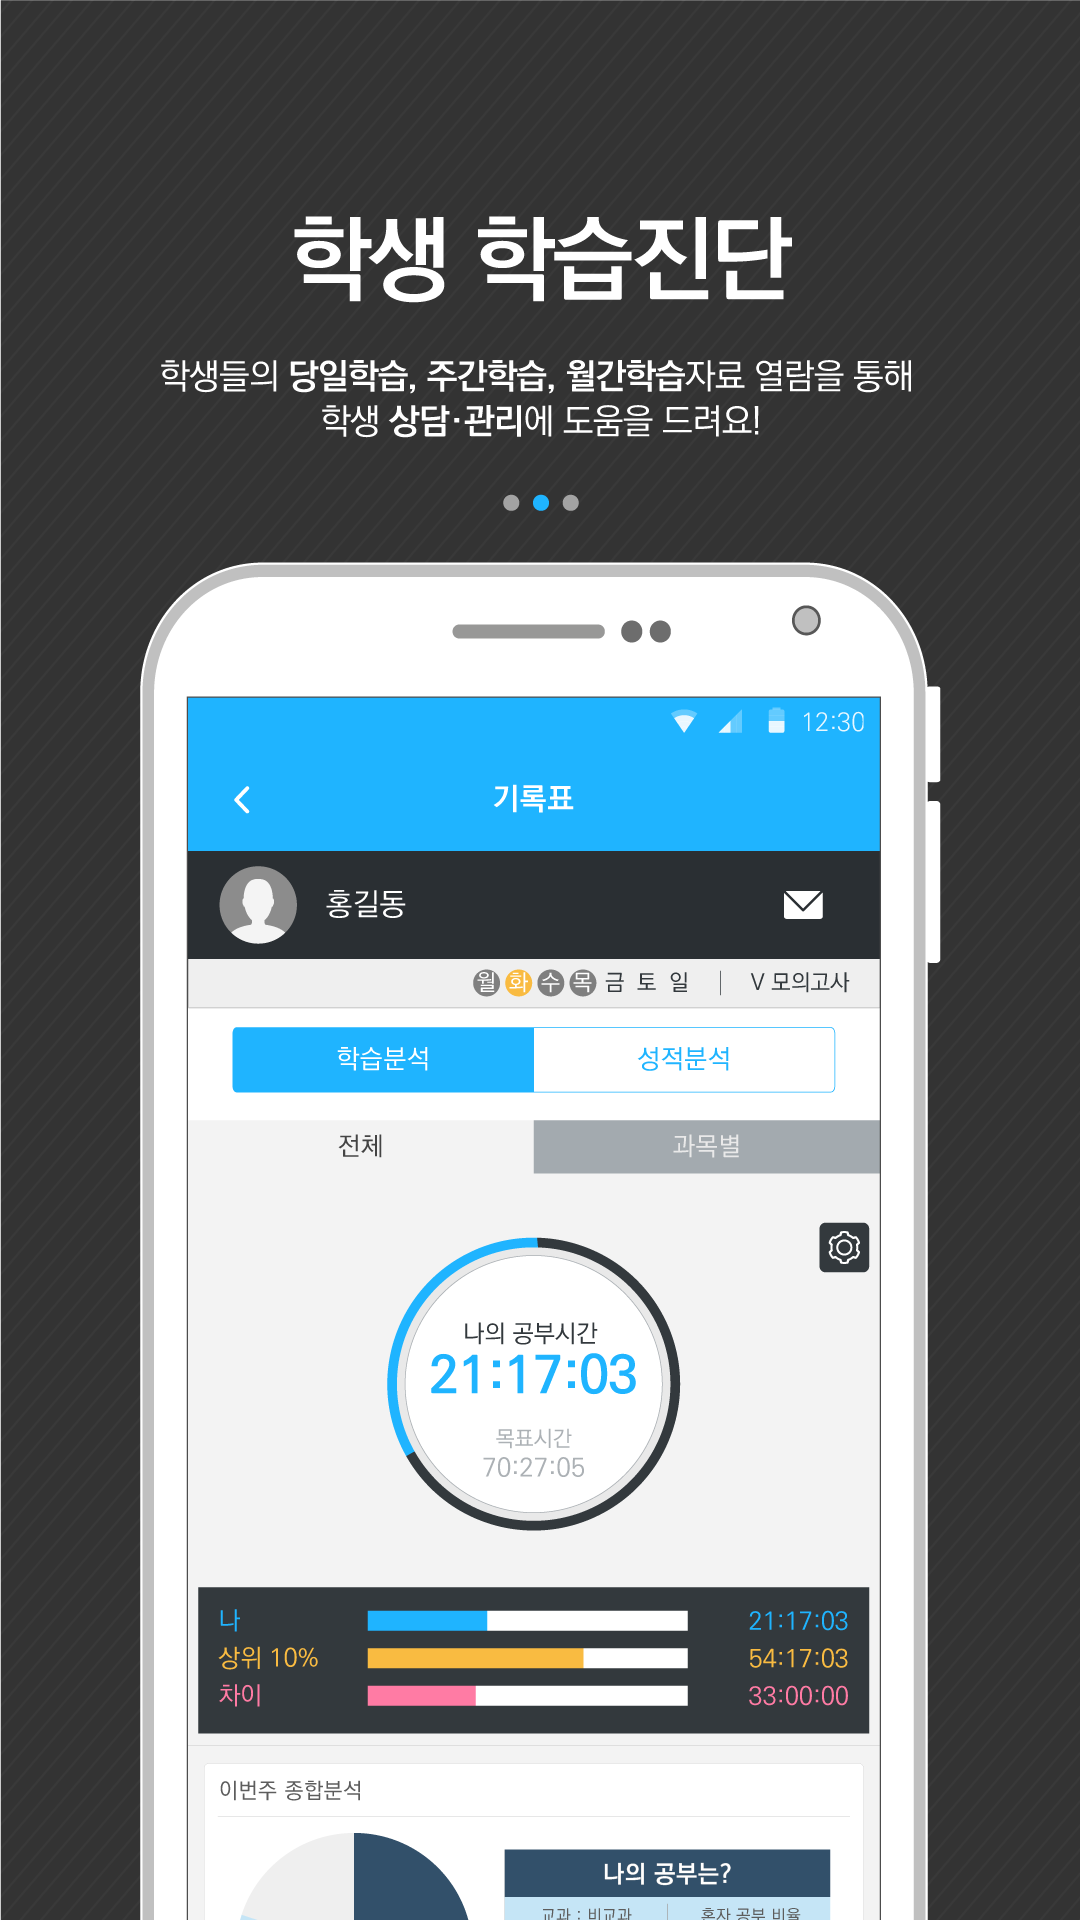 학생 학습진단
학생들의 당일학습, 주간학습, 월간학습자료 열람을 통해
학생 상담·관리에 도움을 드려요!
12:30
기록표
홍길동
월 화 수 목 금 토 일 | V 모의고사
학습분석 성적분석
전체 과목별
나의 공부시간
21:17:03
목표시간
70:27:05
나 21:17:03
상위 10% 54:17:03
차이 33:00:00
이번주 종합분석
나의 공부는?
교과 : 비교과 혼자 공부 비율